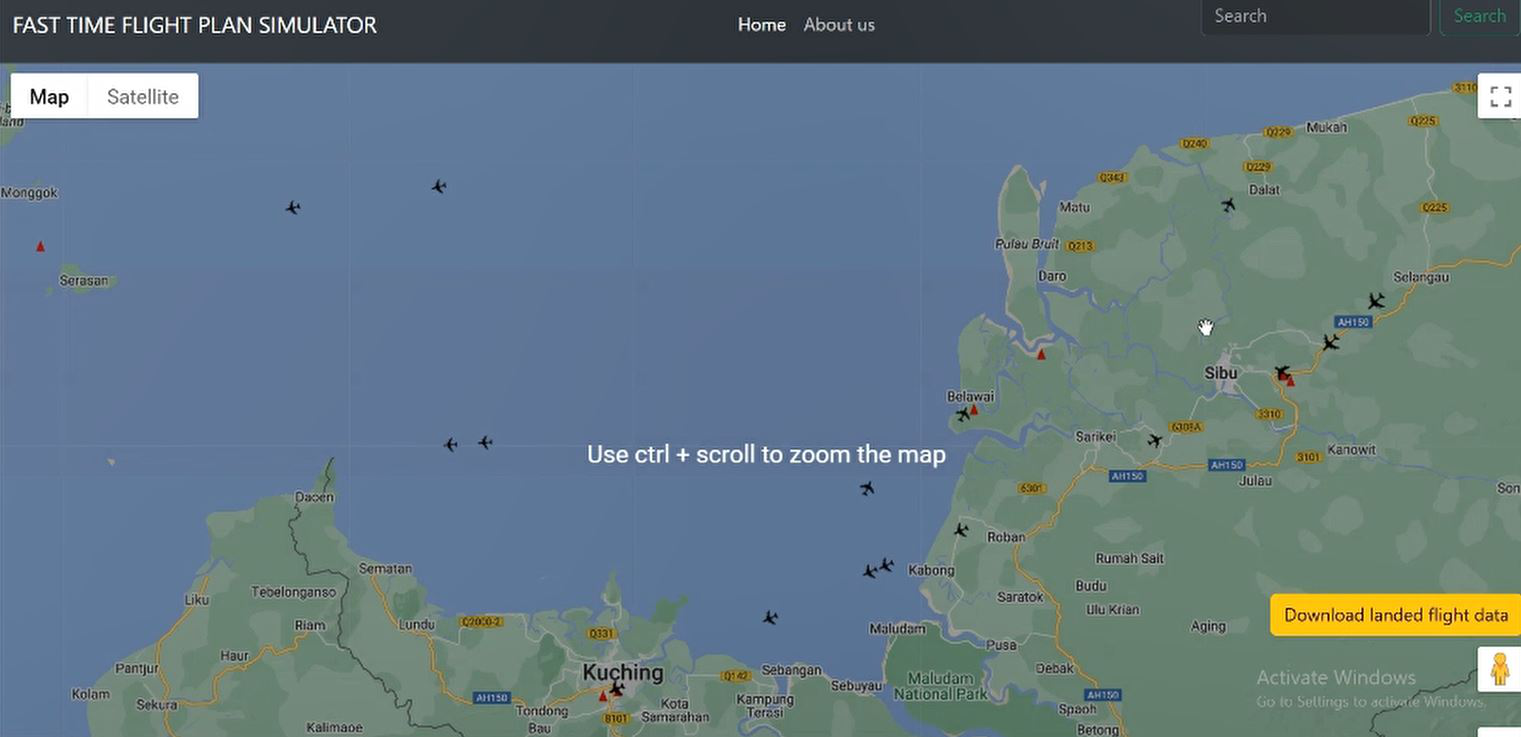 FAST TIME FLIGHT PLAN SIMULATOR
Home
About us
Search
Search
Map
Satellite
3110
Q225
Q229
Mukah
Q240
Q229
Q343
Dalat
Monggok
Matu
Q225
Pulau Bruit
Q213
Daro
Selangau
Serasan
AH150
Sibu
Belawai
3310
6308A
Sarikei
Use ctrl + scroll to zoom the map
Kanowit
3101
AH150
AH150
Julau
6301
Son
Roban
Rumah Sait
Sematan
Kabong
Budu
Tebelonganso
Liku
Saratok
Ulu Krian
Download landed flight data
Riam
Lundu
Q331
Maludam
Aging
Pusa
Haur
Pantjur
Kuching
Q142
Sebangan
Debak
Activate Windows
Go to Settings to activate Windows.
Maludam
National Park
Sebuyau
Kolam
Sekura
AH150
AH150
Tondong
Kota
Samarahan
Kampung
Terasi
Spaoh
Kalimaoe
Bau
Betong